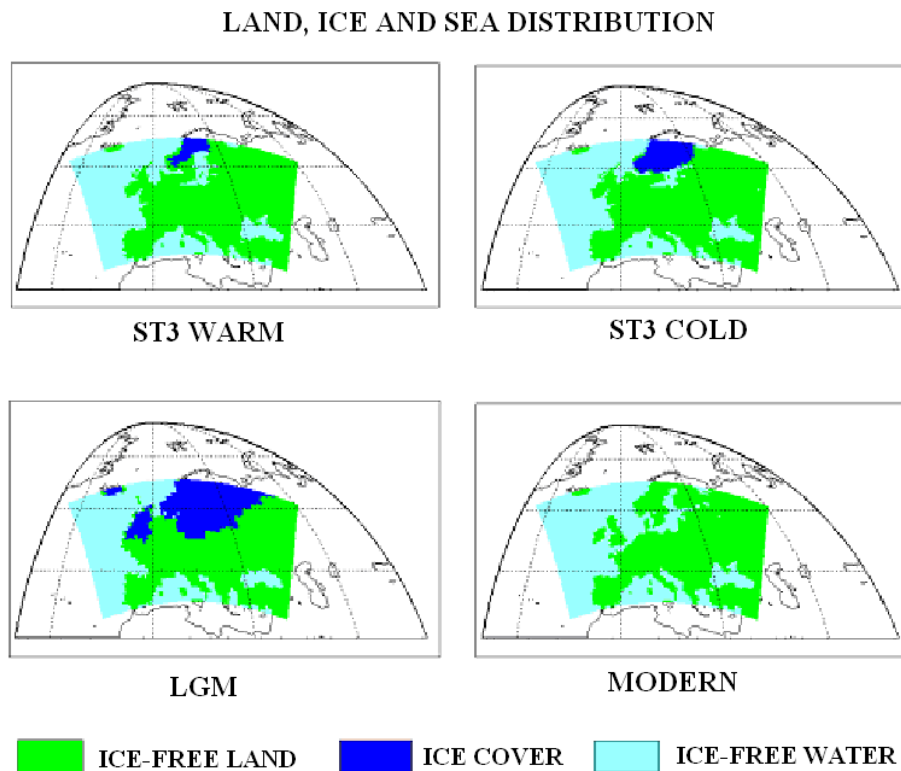 LAND, ICE AND SEA DISTRIBUTION
ST3 WARM
ST3 COLD
LGM
MODERN
ICE-FREE LAND
ICE COVER
ICE-FREE WATER